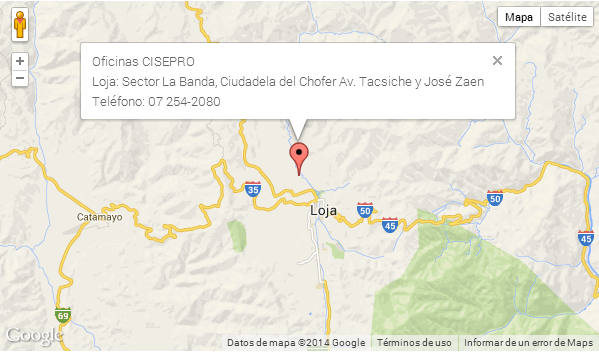 Mapa
Satélite
+
−
Oficinas CISEPRO
Loja: Sector La Banda, Ciudadela del Chofer Av. Tacsiche y José Zaen
Teléfono: 07 254-2080
35
50
50
45
45
Loja
Catamayo
69
Google
Datos de mapa ©2014 Google
Términos de uso
Informar de un error de Maps